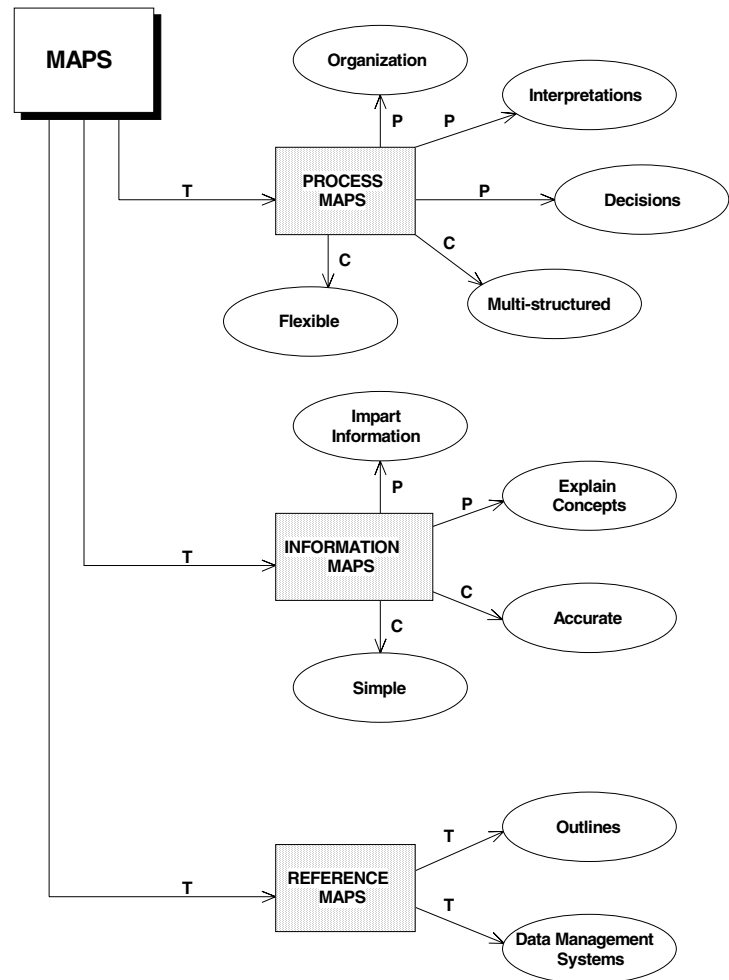 MAPS
Organization
Interpretations
P
P
T
PROCESS
MAPS
P
Decisions
C
C
Flexible
Multi-structured
Impart
Information
P
P
Explain
Concepts
T
INFORMATION
MAPS
C
Accurate
C
Simple
Outlines
T
T
REFERENCE
MAPS
T
Data Management
Systems